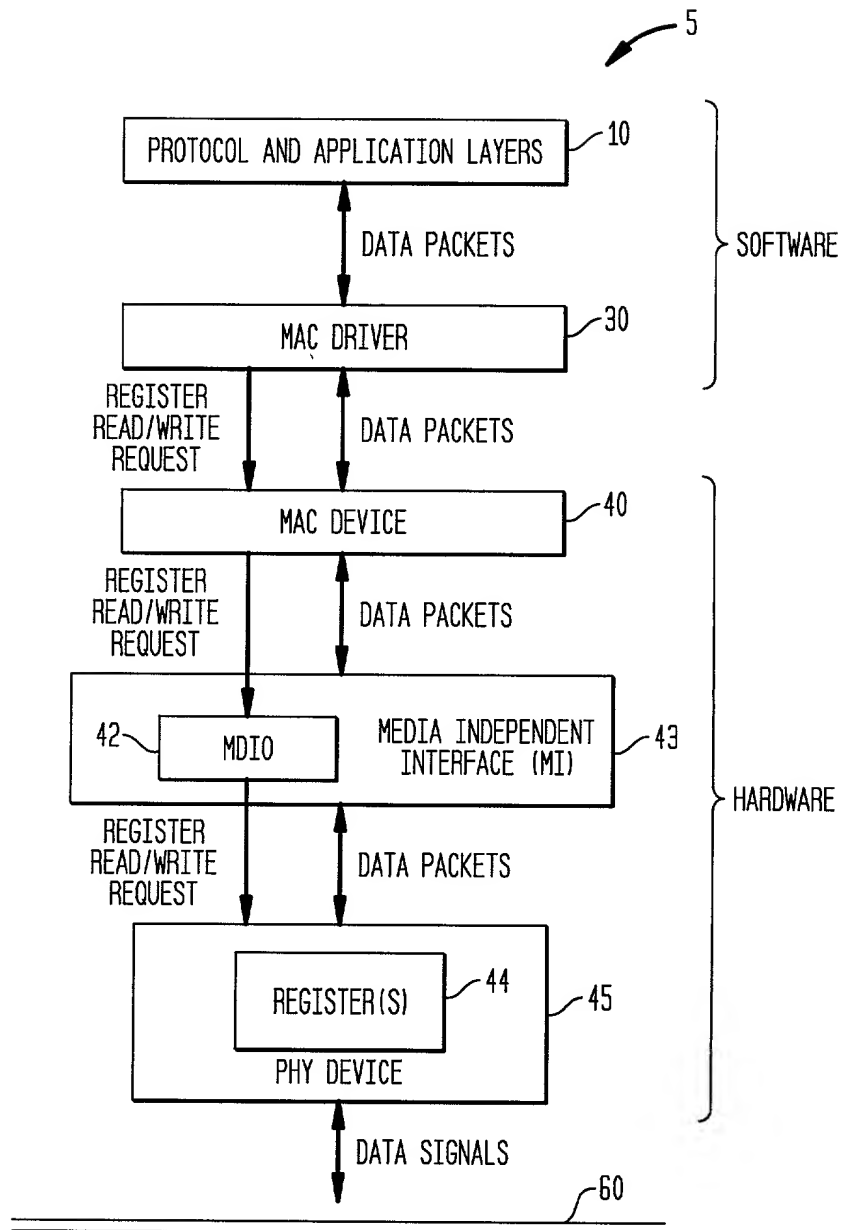 5
PROTOCOL AND APPLICATION LAYERS
10
DATA PACKETS
SOFTWARE
MAC DRIVER
30
REGISTER
READ/WRITE
REQUEST
DATA PACKETS
MAC DEVICE
40
REGISTER
READ/WRITE
REQUEST
DATA PACKETS
42
MDIO
MEDIA INDEPENDENT
INTERFACE (MI)
43
HARDWARE
REGISTER
READ/WRITE
REQUEST
DATA PACKETS
REGISTER(S)
44
45
PHY DEVICE
DATA SIGNALS
60